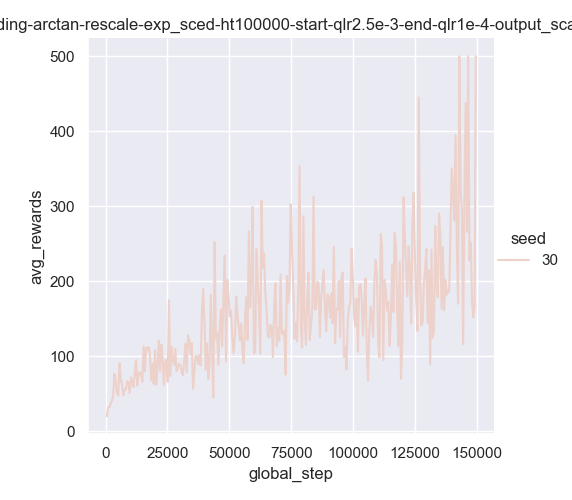 ding-arctan-rescale-exp_sced-ht100000-start-qlr2.5e-3-end-qlr1e-4-output_sca
500
400
300
200
100
0
avg_rewards
0 25000 50000 75000 100000 125000 150000
global_step
seed
30